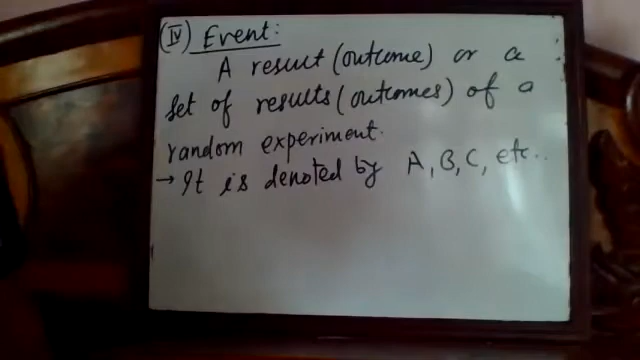 (IV) Event:
A result (outcome) or a
set of results (outcomes) of a
random experiment.
→ It is denoted by A, B, C, etc..